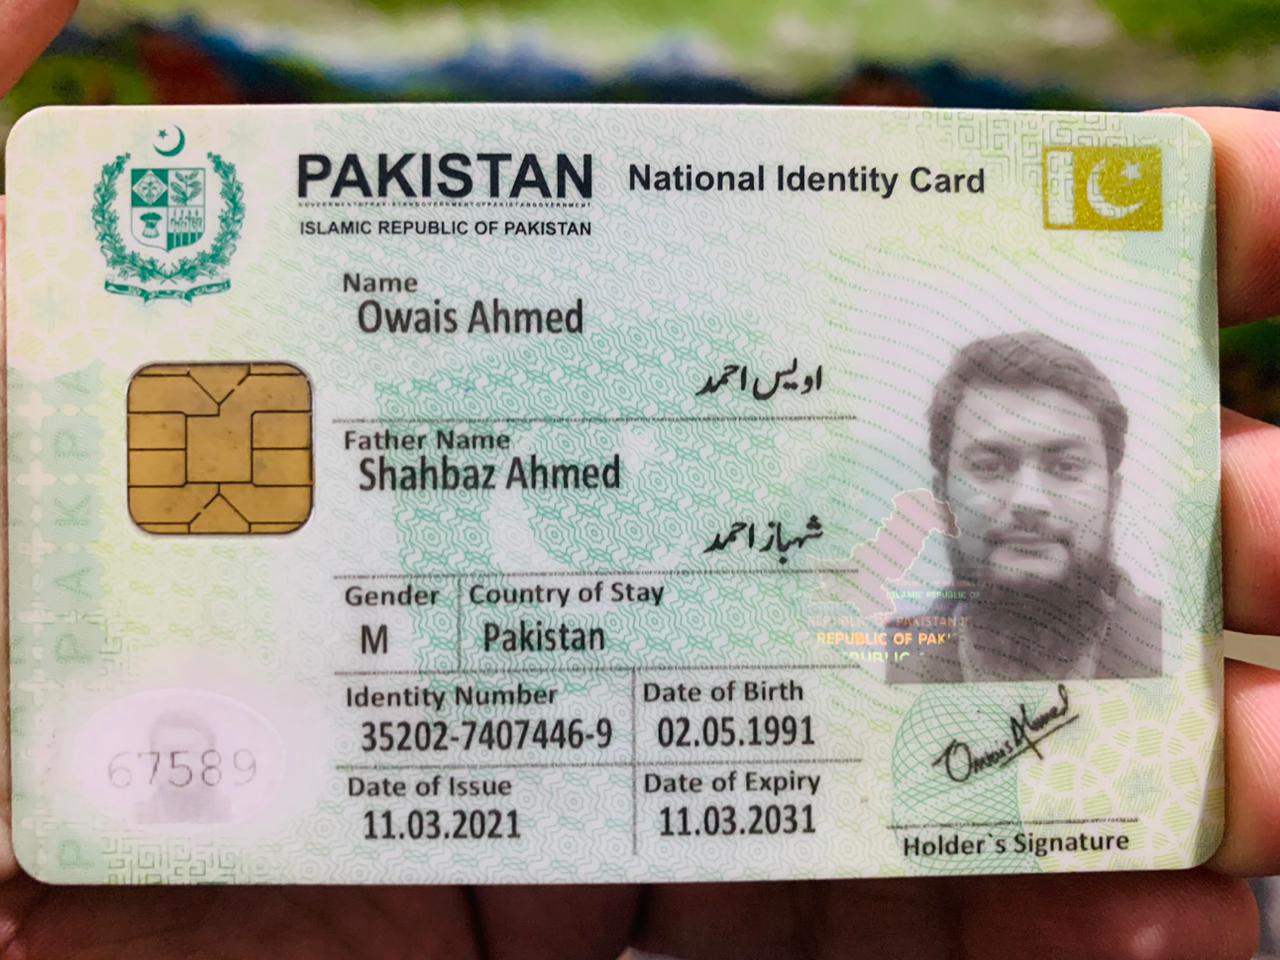 PAKISTAN National Identity Card
ISLAMIC REPUBLIC OF PAKISTAN
Name
Owais Ahmed
اویس احمد
Father Name
Shahbaz Ahmed
شہباز احمد
Gender Country of Stay
M Pakistan
ISLAMIC REPUBLIC OF
REPUBLIC OF PAKISTAN
REPUBLIC OF PAK
Identity Number Date of Birth
35202-7407446-9 02.05.1991
Date of Issue Date of Expiry
11.03.2021 11.03.2031
67589
Owais Ahmed
Holder`s Signature